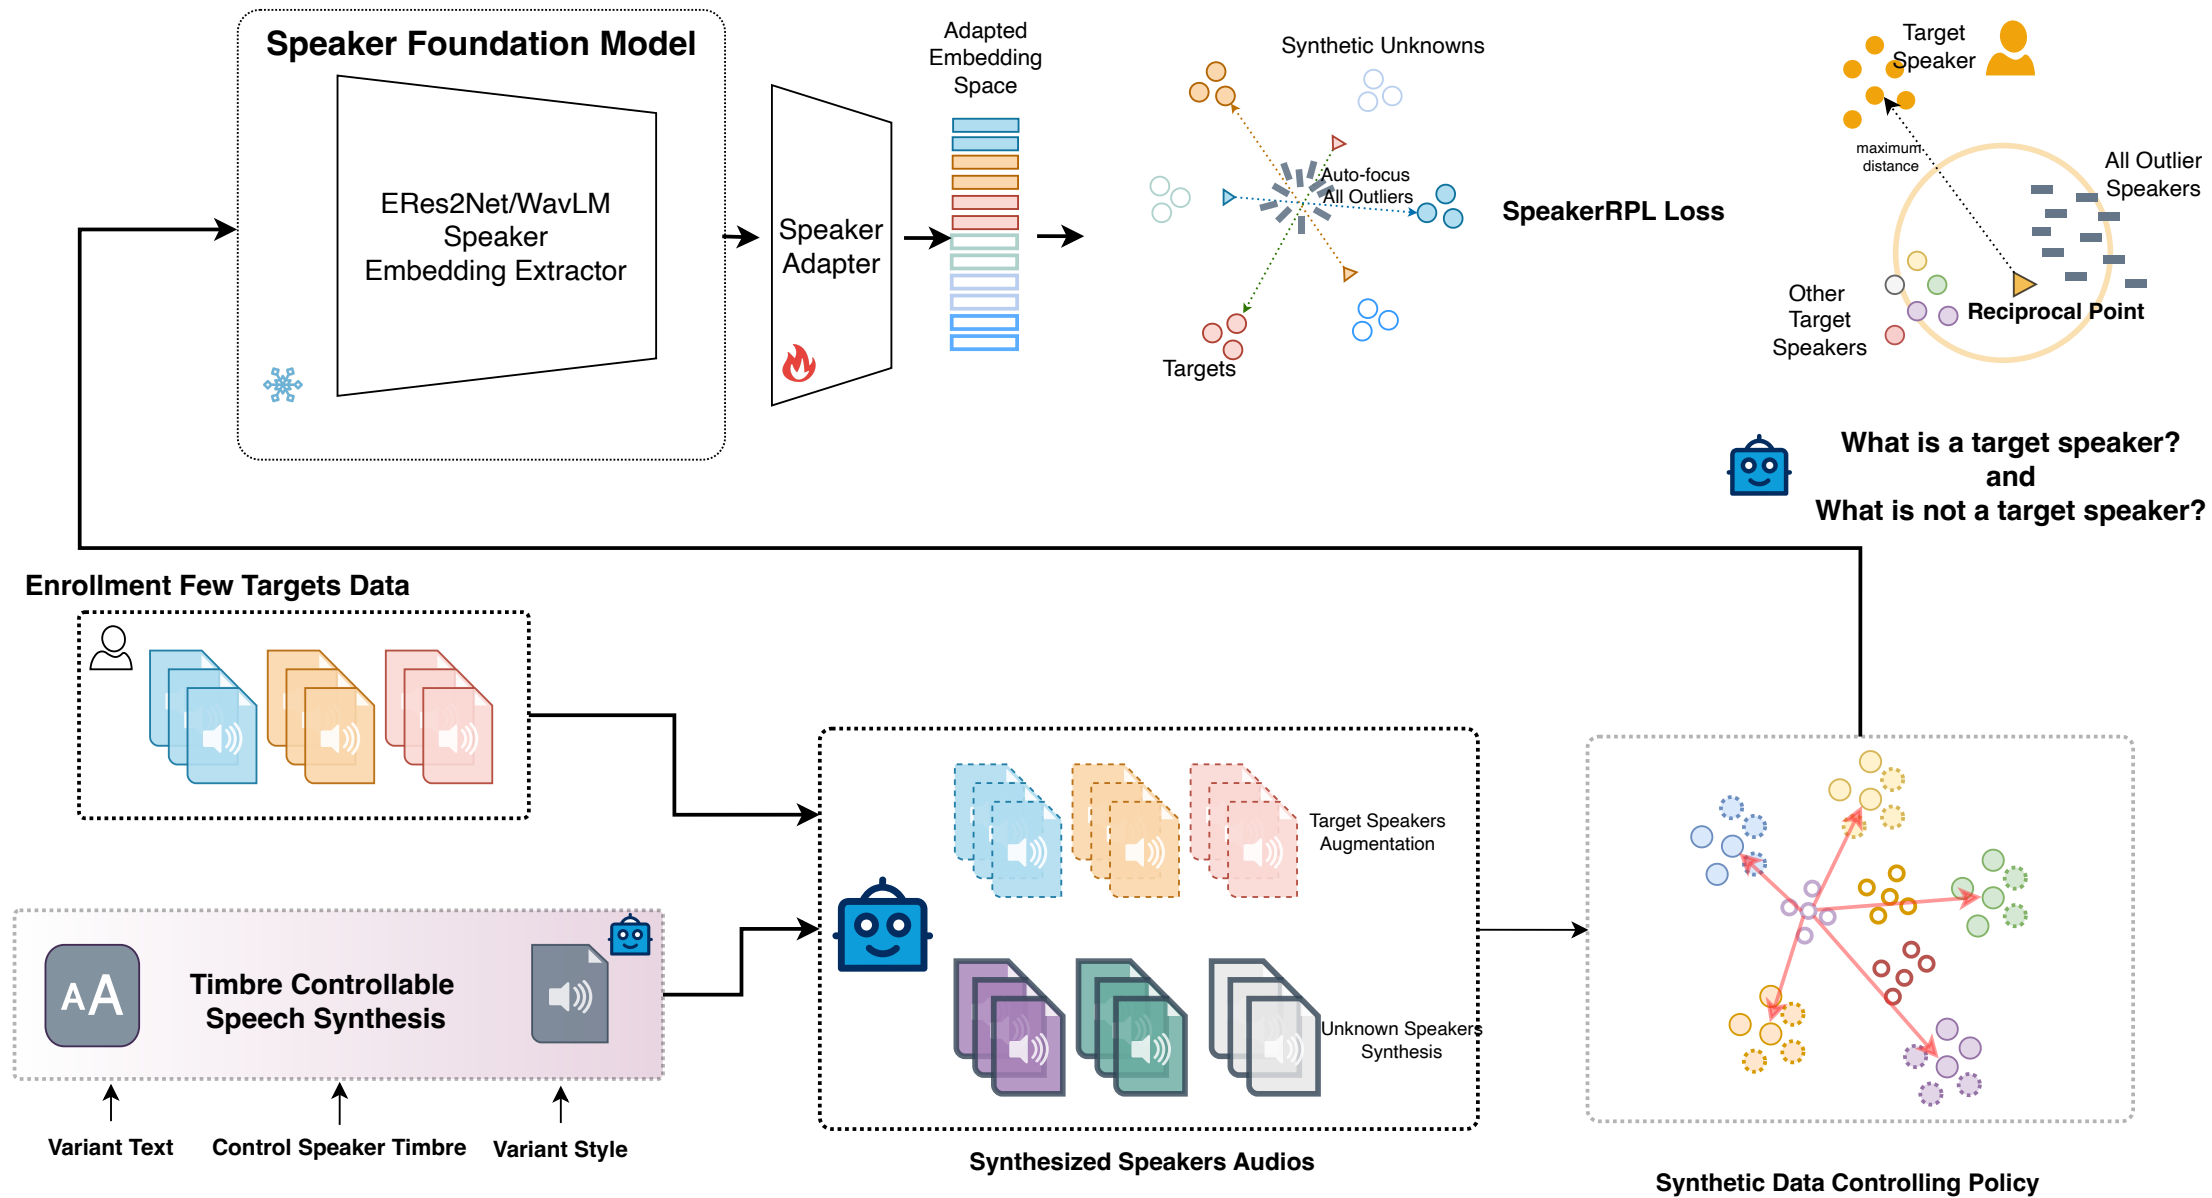 Speaker Foundation Model
ERes2Net/WavLM
Speaker
Embedding Extractor
Speaker
Adapter
Adapted
Embedding
Space
Synthetic Unknowns
Auto-focus
All Outliers
Targets
SpeakerRPL Loss
Target
Speaker
maximum
distance
All Outlier
Speakers
Other
Target
Speakers
Reciprocal Point
What is a target speaker?
and
What is not a target speaker?
Enrollment Few Targets Data
AA
Timbre Controllable
Speech Synthesis
Variant Text
Control Speaker Timbre
Variant Style
Target Speakers
Augmentation
Unknown Speakers
Synthesis
Synthesized Speakers Audios
Synthetic Data Controlling Policy